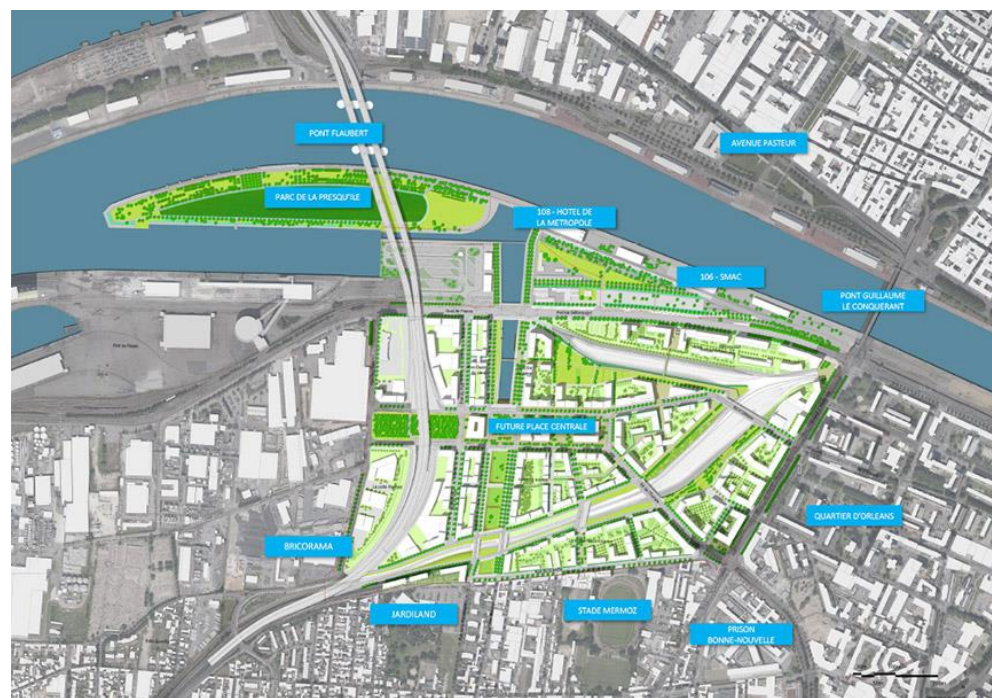 PONT FLAUBERT
AVENUE PASTEUR
PARC DE LA PRESQU'ILE
108 - HOTEL DE
LA METROPOLE
106 - SMAC
PONT GUILLAUME
LE CONQUERANT
FUTURE PLACE CENTRALE
QUARTIER D'ORLEANS
BRICORAMA
JARDILAND
STADE MERMOZ
PRISON
BONNE-NOUVELLE